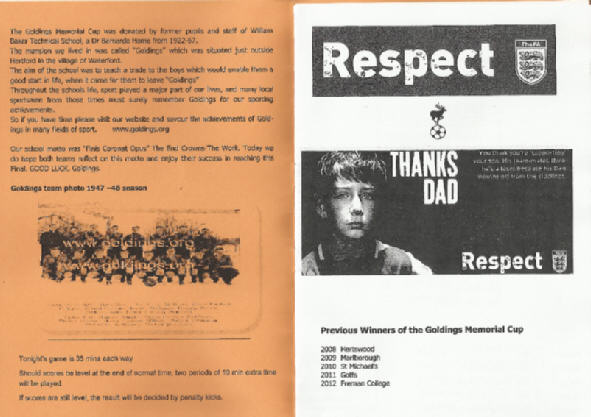 The Goldings Memorial Cup was donated by former pupils and staff of William
Baker Technical School, a Dr Barnardo Home from 1922-67.
The mansion we lived in was called "Goldings" which was situated just outside
Hertford in the village of Waterford.
The aim of the school was to teach a trade to the boys which would enable them a
good start in life, when it came for them to leave "Goldings"
Throughout the schools life, sport played a major part of our lives, and many local
sportsmen from those times must surely remember Goldings for our sporting
achievements.
So if you have time please visit our website and savour the achievements of Gold-
ings in many fields of sport. www.goldings.org
Our school motto was "Finis Coronat Opus" The End Crowns The Work. Today we
do hope both teams reflect on this motto and enjoy their success in reaching this
Final. GOOD LUCK. Goldings.
Goldings team photo 1947 -48 season
www.goldings.org
www.goldings.org
Tonight's game is 35 mins each way
Should scores be level at the end of normal time, two periods of 10 min extra time
will be played
If scores are still level, the result will be decided by penalty kicks.
Respect
The FA
THANKS
DAD
Respect
Previous Winners of the Goldings Memorial Cup
2008 Hertswood
2009 Marlborough
2010 St Michaels
2011 Goffs
2012 Freman College